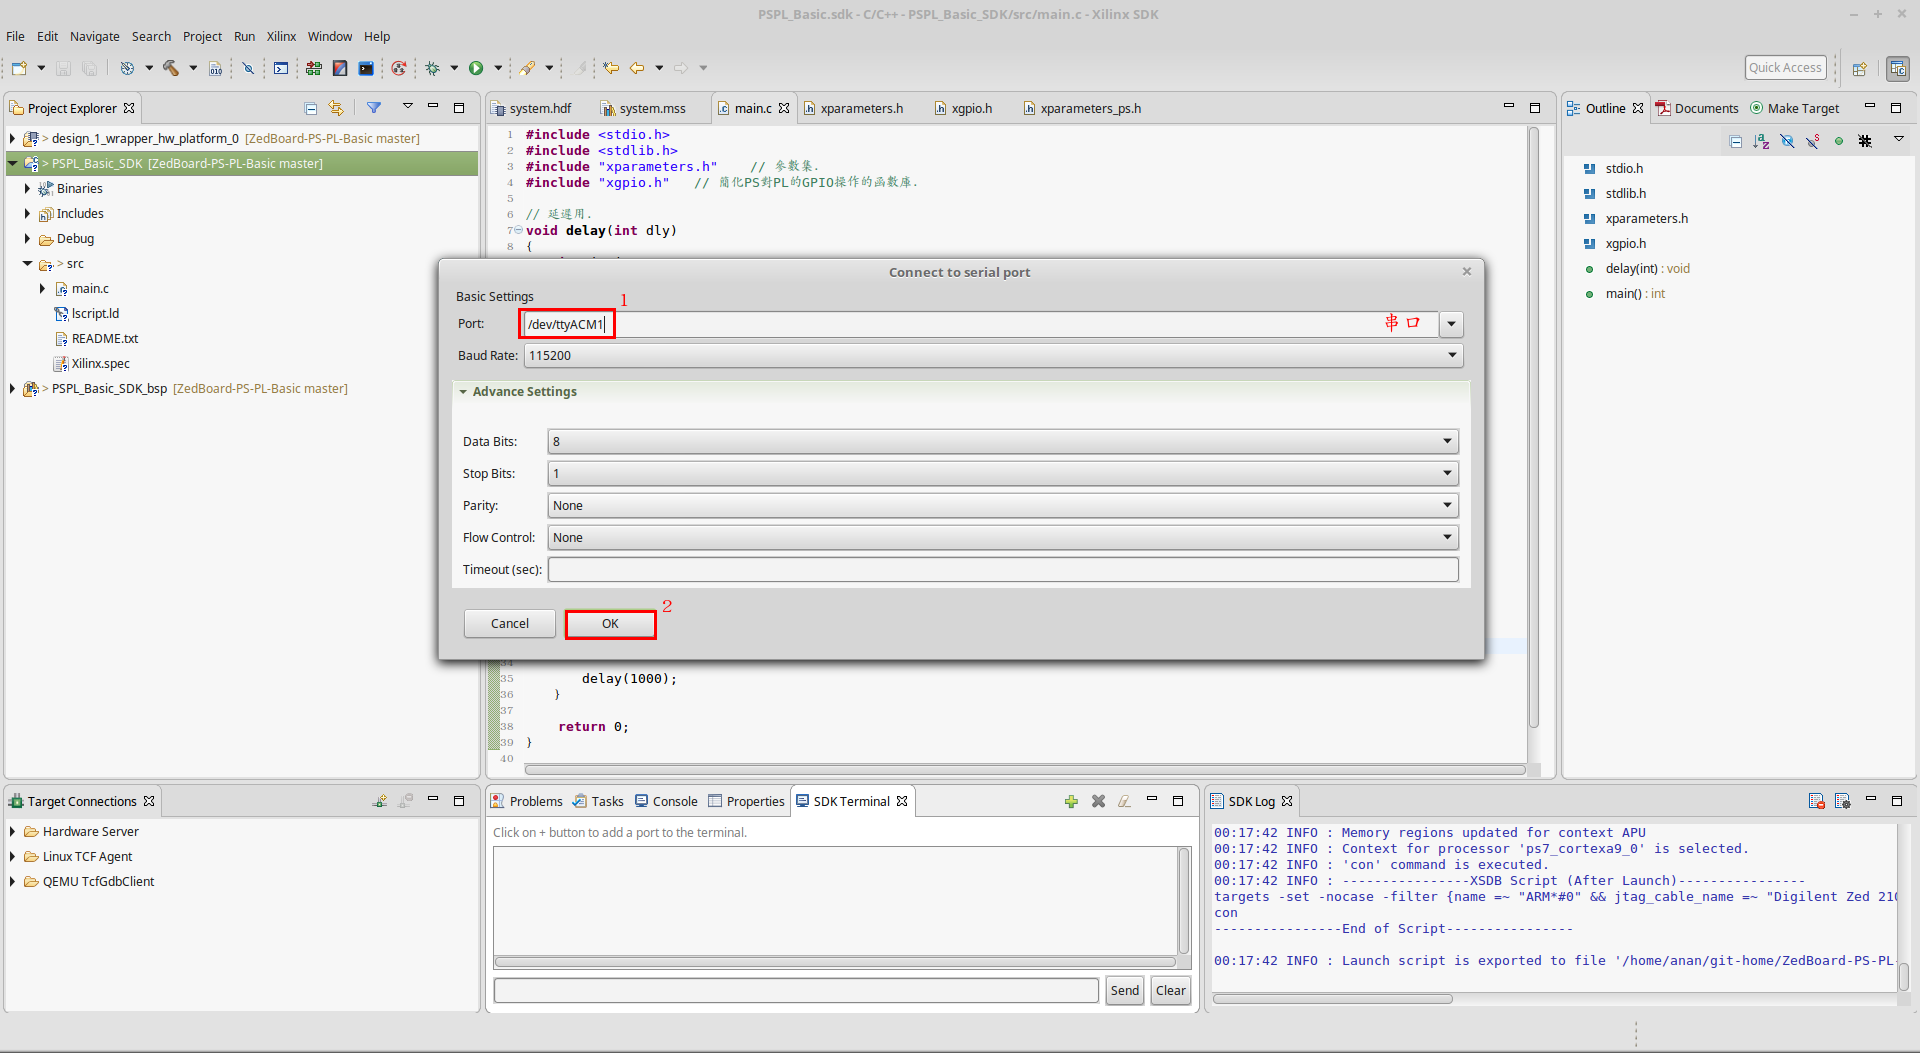 PSPL_Basic.sdk - C/C++ - PSPL_Basic_SDK/src/main.c - Xilinx SDK
File Edit Navigate Search Project Run Xilinx Window Help
Quick Access
Project Explorer
design_1_wrapper_hw_platform_0 [ZedBoard-PS-PL-Basic master]
> PSPL_Basic_SDK [ZedBoard-PS-PL-Basic master]
Binaries
Includes
Debug
> src
main.c
lscript.ld
README.txt
Xilinx.spec
> PSPL_Basic_SDK_bsp [ZedBoard-PS-PL-Basic master]
system.hdf system.mss main.c xparameters.h xgpio.h xparameters_ps.h
1 #include <stdio.h>
2 #include <stdlib.h>
3 #include "xparameters.h" // 參數集.
4 #include "xgpio.h" // 簡化PS對PL的GPIO操作的函數庫.
5
6 // 延遲用.
7 void delay(int dly)
8 {
Connect to serial port
Basic Settings
1
Port: /dev/ttyACM1 串口
Baud Rate: 115200
Advance Settings
Data Bits: 8
Stop Bits: 1
Parity: None
Flow Control: None
Timeout (sec):
2
Cancel OK
34
35 delay(1000);
36 }
37
38 return 0;
39 }
40
Outline Documents Make Target
stdio.h
stdlib.h
xparameters.h
xgpio.h
delay(int) : void
main() : int
Target Connections
Hardware Server
Linux TCF Agent
QEMU TcfGdbClient
Problems Tasks Console Properties SDK Terminal
Click on + button to add a port to the terminal.
Send Clear
SDK Log
00:17:42 INFO : Memory regions updated for context APU
00:17:42 INFO : Context for processor 'ps7_cortexa9_0' is selected.
00:17:42 INFO : 'con' command is executed.
00:17:42 INFO : ----------------XSDB Script (After Launch)----------------
targets -set -nocase -filter {name =~ "ARM*#0" && jtag_cable_name =~ "Digilent Zed 210
con
----------------End of Script----------------
00:17:42 INFO : Launch script is exported to file '/home/anan/git-home/ZedBoard-PS-PL-